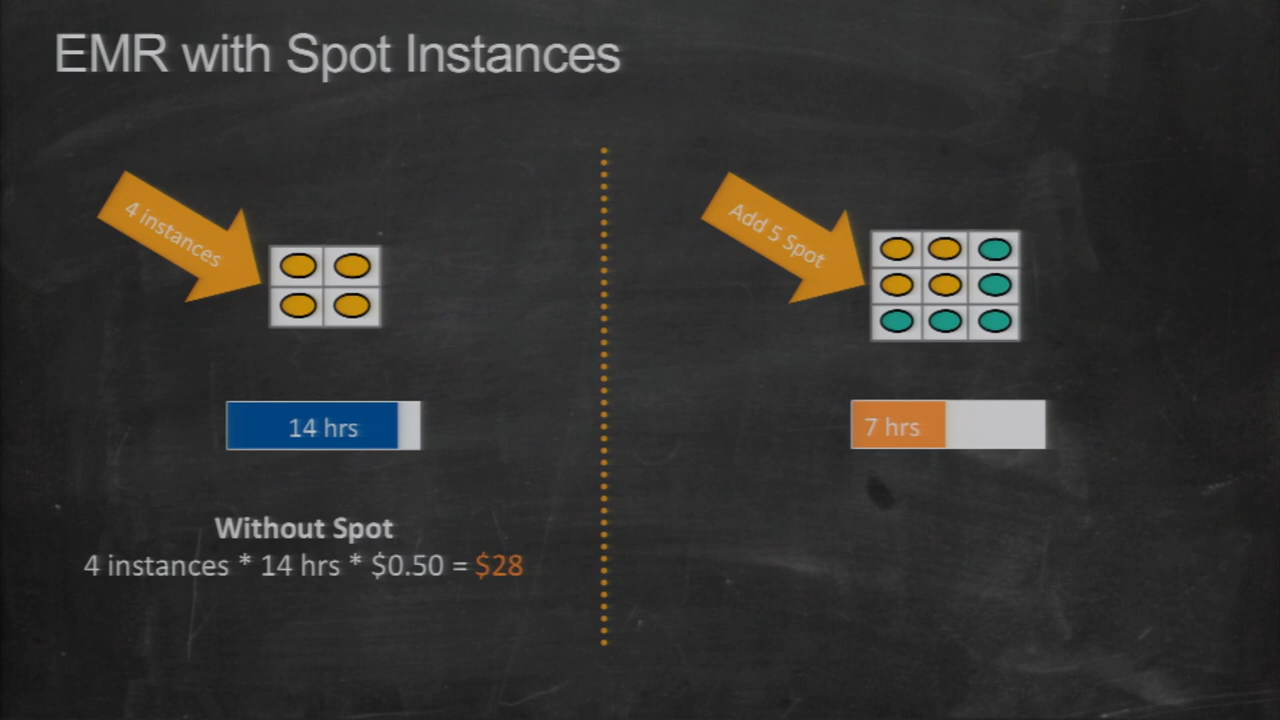 EMR with Spot Instances
4 instances
14 hrs
Without Spot
4 instances * 14 hrs * $0.50 = $28
Add 5 Spot
7 hrs